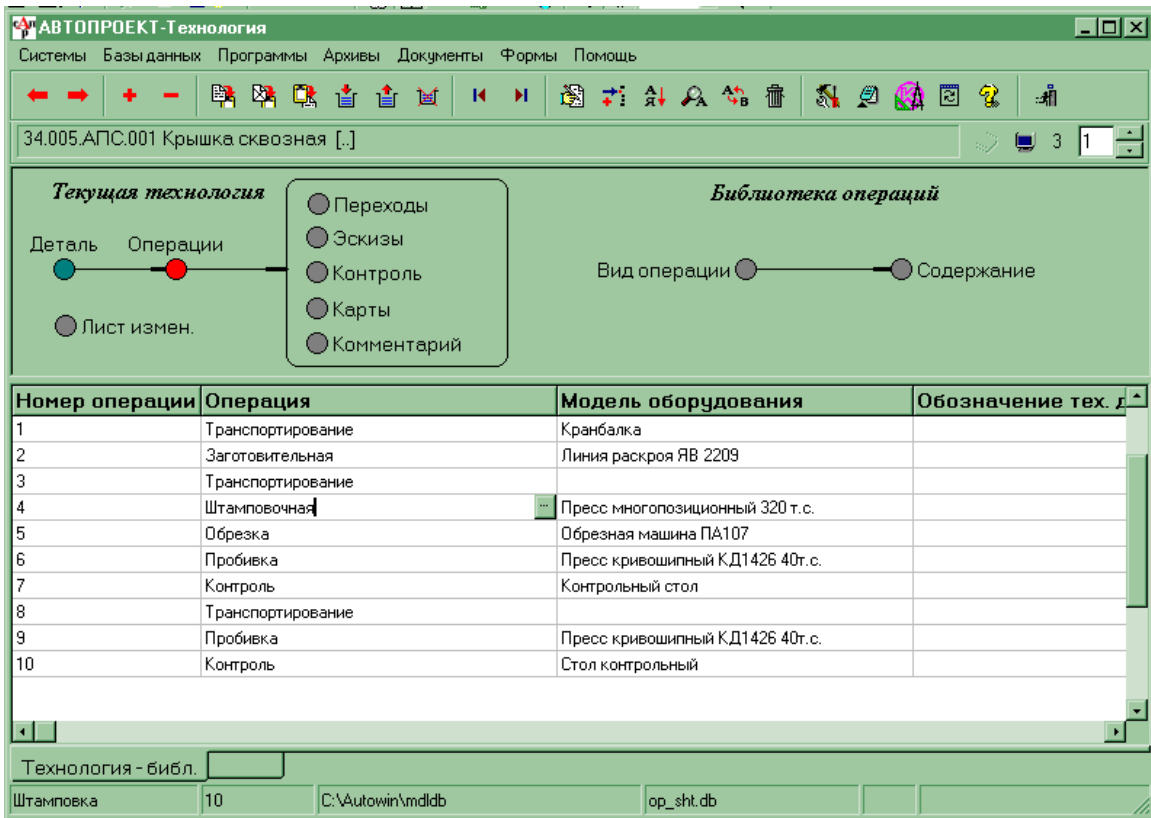 АВТОПРОЕКТ-Технология
Системы Базы данных Программы Архивы Документы Формы Помощь
34.005.АПС.001 Крышка сквозная [..] 3 1
Текущая технология
Библиотека операций
Переходы
Деталь Операции Эскизы
Контроль Вид операции Содержание
Карты
Лист измен.
Комментарий
Номер операции Операция Модель оборудования Обозначение тех. д
1 Транспортирование Кранбалка
2 Заготовительная Линия раскроя ЯВ 2209
3 Транспортирование
4 Штамповочная ... Пресс многопозиционный 320 т.с.
5 Обрезка Обрезная машина ПА107
6 Пробивка Пресс кривошипный КД1426 40т.с.
7 Контроль Контрольный стол
8 Транспортирование
9 Пробивка Пресс кривошипный КД1426 40т.с.
10 Контроль Стол контрольный
Технология - библ.
Штамповка 10 C:\Autowin\mdldb op_sht.db